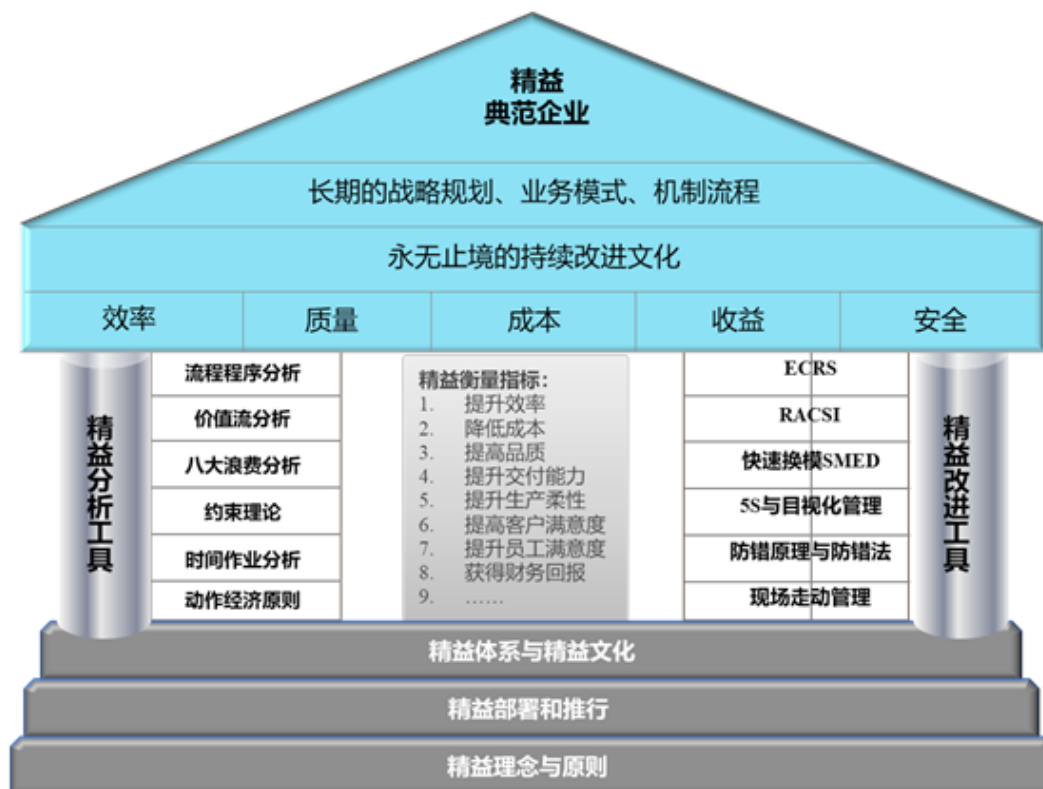 精益
典范企业
长期的战略规划、业务模式、机制流程
永无止境的持续改进文化
效率
质量
成本
收益
安全
精益分析工具
流程程序分析
价值流分析
八大浪费分析
约束理论
时间作业分析
动作经济原则
精益衡量指标：
1. 提升效率
2. 降低成本
3. 提高品质
4. 提升交付能力
5. 提升生产柔性
6. 提高客户满意度
7. 提升员工满意度
8. 获得财务回报
9. ……
ECRS
RACSI
快速换模SMED
5S与目视化管理
防错原理与防错法
现场走动管理
精益改进工具
精益体系与精益文化
精益部署和推行
精益理念与原则